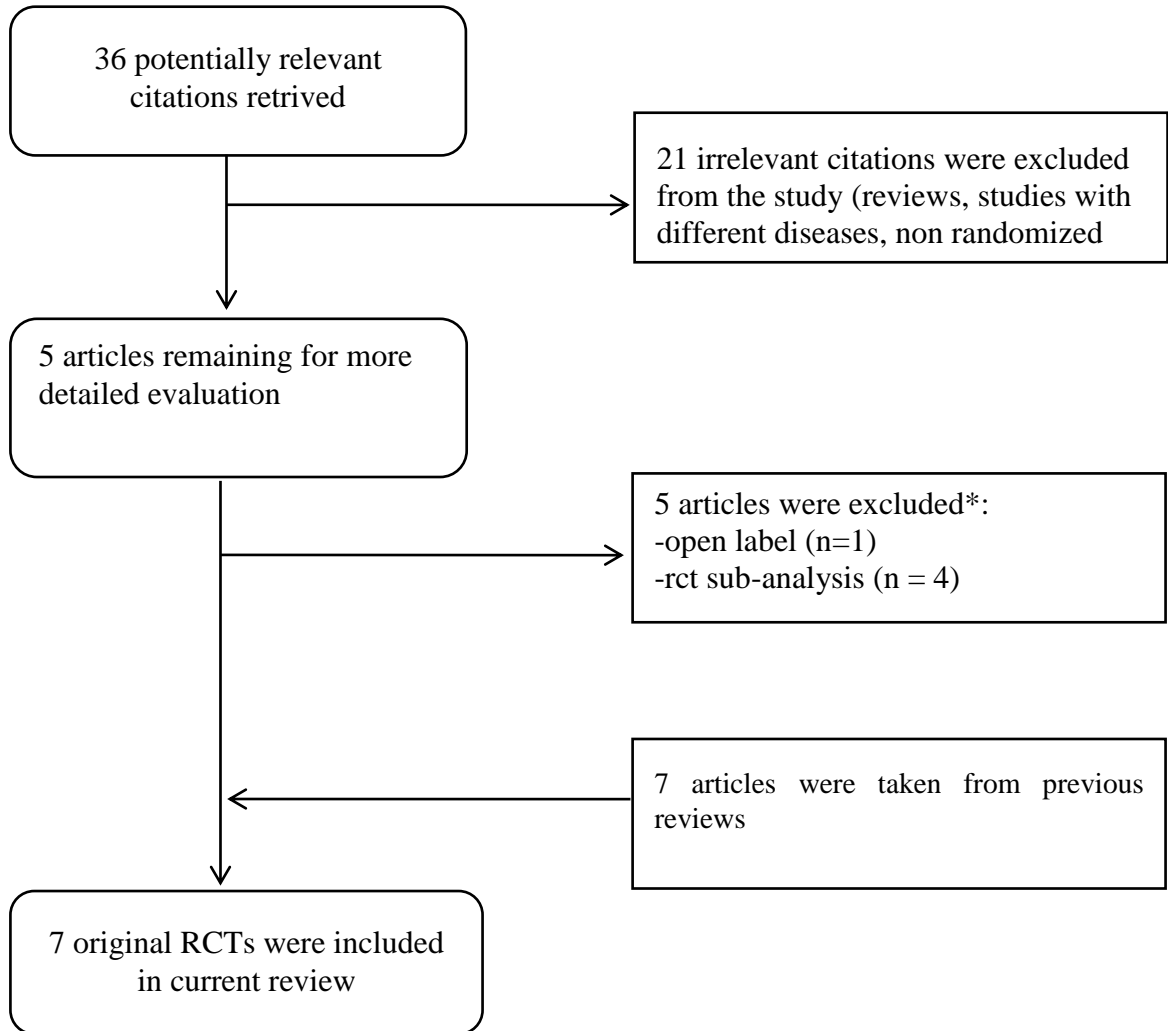 36 potentially relevant
citations retrived
21 irrelevant citations were excluded
from the study (reviews, studies with
different diseases, non randomized
5 articles remaining for more
detailed evaluation
5 articles were excluded*:
-open label (n=1)
-rct sub-analysis (n = 4)
7 articles were taken from previous
reviews
7 original RCTs were included
in current review